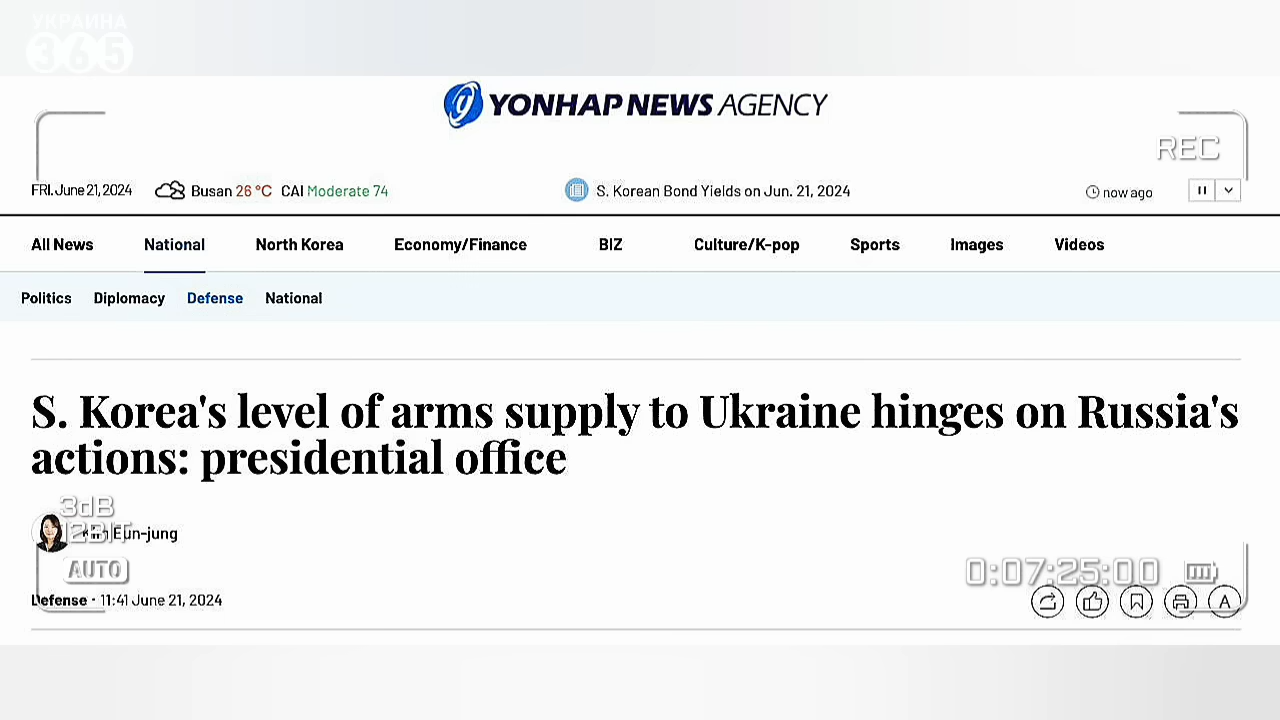 УКРАИНА
365
YONHAP NEWS AGENCY
REC
FRI. June 21, 2024 Busan 26 °C CAI Moderate 74 S. Korean Bond Yields on Jun. 21, 2024 now ago
All News National North Korea Economy/Finance BIZ Culture/K-pop Sports Images Videos
Politics Diplomacy Defense National
S. Korea's level of arms supply to Ukraine hinges on Russia's
actions: presidential office
3dB
Eun-jung
AUTO
0:07:25:00
Defense · 11:41 June 21, 2024
A